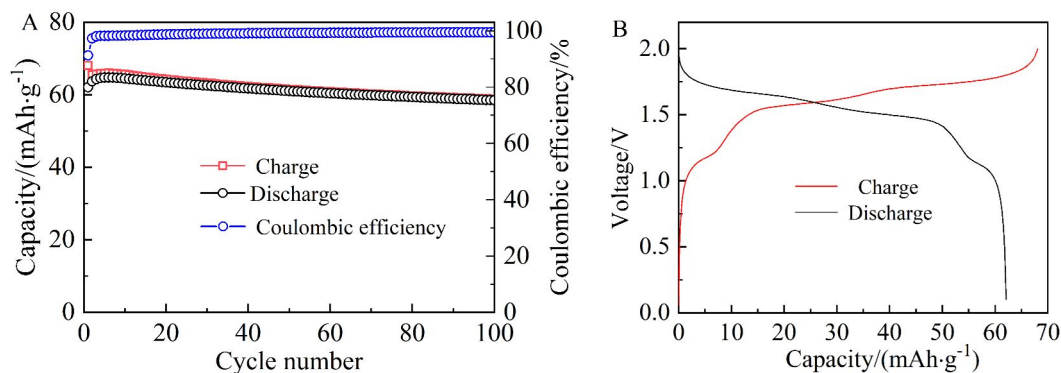 A
Capacity/(mAh·g-1)
80
60
40
20
0
100
80
60
40
20
0
Coulombic efficiency/%
Charge
Discharge
Coulombic efficiency
0 20 40 60 80 100
Cycle number
B
Voltage/V
2.0
1.5
1.0
0.5
0.0
Charge
Discharge
0 10 20 30 40 50 60 70
Capacity/(mAh·g-1)